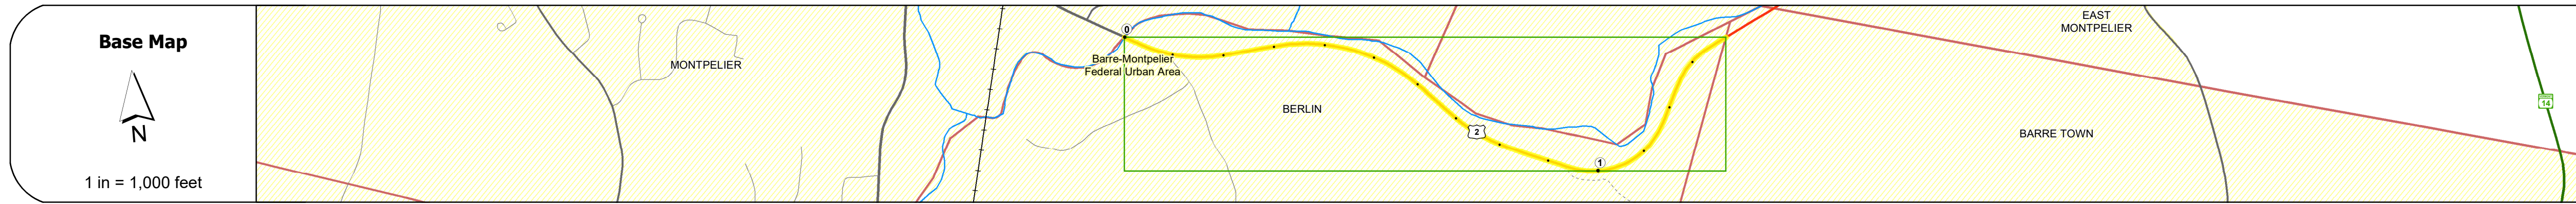 Base Map
N
1 in = 1,000 feet
MONTPELIER
0
Barre-Montpelier
Federal Urban Area
BERLIN
2
1
EAST
MONTPELIER
BARRE TOWN
14